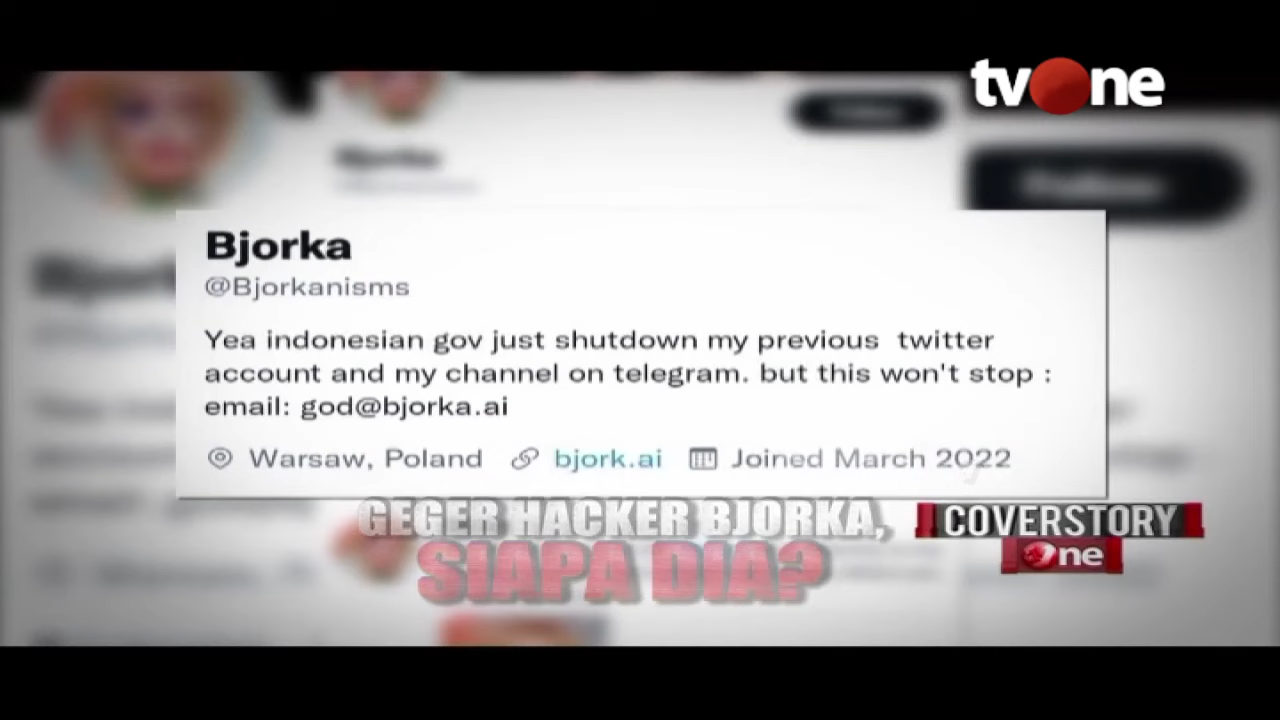 tvOne
Bjorka
@Bjorkanisms
Yea indonesian gov just shutdown my previous twitter
account and my channel on telegram. but this won't stop :
email: god@bjorka.ai
Warsaw, Poland bjork.ai Joined March 2022
GEGER HACKER BJORKA,
SIAPA DIA?
COVERSTORY
One